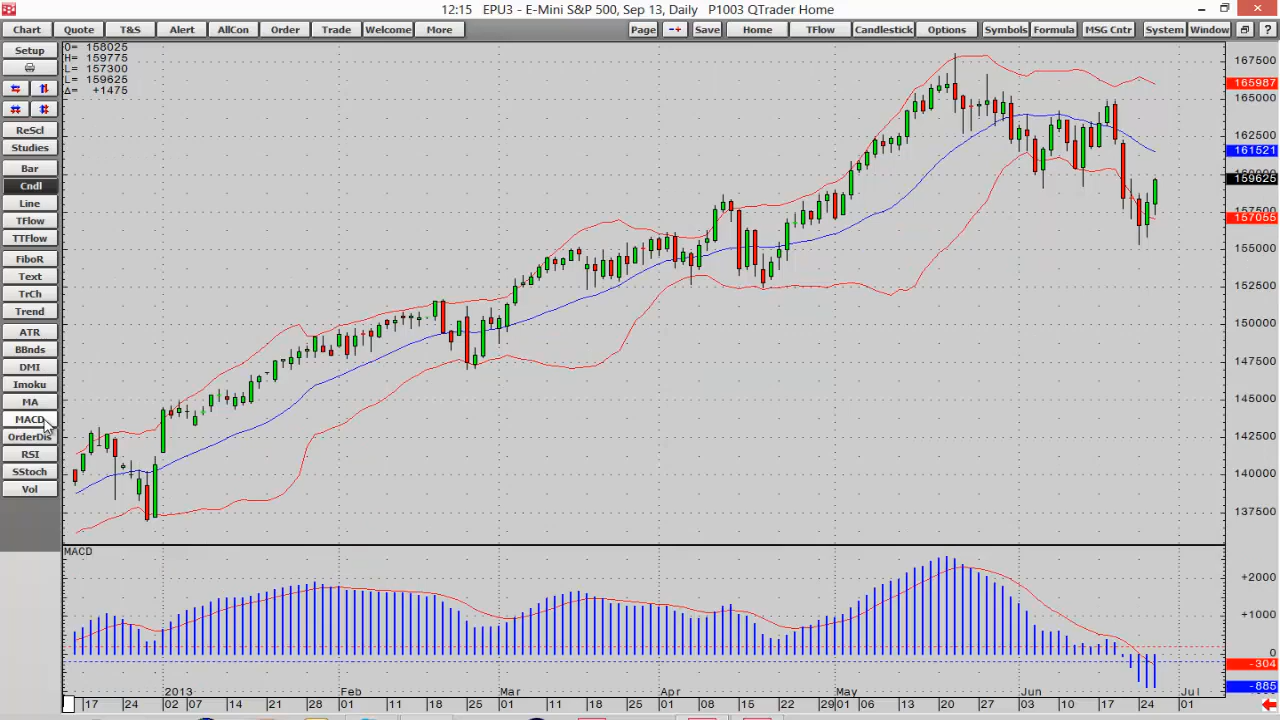 12:15 EPU3 - E-Mini S&P 500, Sep 13, Daily P1003 QTrader Home
Chart Quote T&S Alert AllCon Order Trade Welcome More Page -+ Save Home TFlow Candlestick Options Symbols Formula MSG Cntr System Window ?
Setup
ReScl
Studies
Bar
Cndl
Line
TFlow
TTFlow
FiboR
Text
TrCh
Trend
ATR
BBnds
DMI
Imoku
MA
MACD
OrderDis
RSI
SStoch
Vol
O= 158025
H= 159775
L= 157300
L= 159625
Δ= +1475
167500
165987
165000
162500
161521
159625
157055
155000
152500
150000
147500
145000
142500
140000
137500
MACD
+2000
+1000
0
-304
-885
2013 Feb Mar Apr May Jun Jul
17 24 02 07 14 21 01 11 18 25 01 11 18 25 01 08 15 22 01 06 13 20 28 03 10 17 24 01